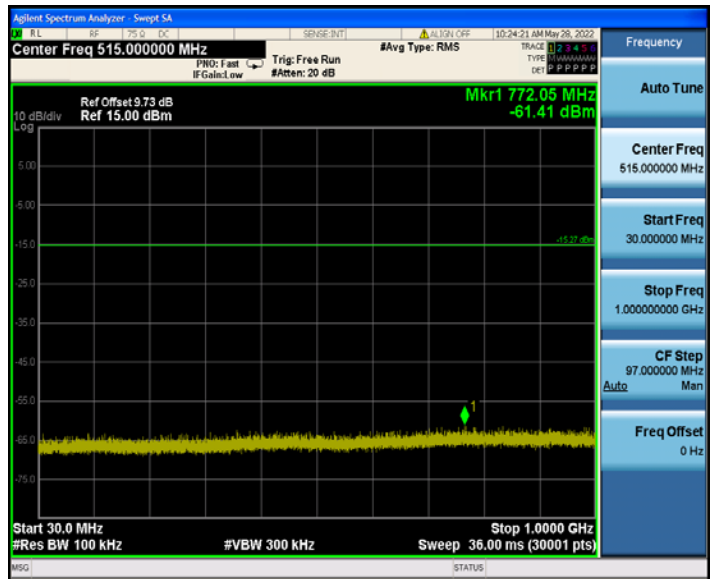 Agilent Spectrum Analyzer - Swept SA
RL RF 75 Ω DC SENSE:INT ALIGN OFF 10:24:21 AM May 28, 2022
Center Freq 515.000000 MHz
PNO: Fast
IFGain:Low
Trig: Free Run
#Atten: 20 dB
#Avg Type: RMS
TRACE 1 2 3 4 5 6
TYPE MWWWWW
DET P P P P P P
Mkr1 772.05 MHz
-61.41 dBm
Ref Offset 9.73 dB
10 dB/div Ref 15.00 dBm
Log
5.00
-5.00
-15.0
-15.27 dBm
-25.0
-35.0
-45.0
-55.0
1
-65.0
-75.0
Start 30.0 MHz Stop 1.0000 GHz
#Res BW 100 kHz #VBW 300 kHz Sweep 36.00 ms (30001 pts)
MSG STATUS
Frequency
Auto Tune
Center Freq
515.000000 MHz
Start Freq
30.000000 MHz
Stop Freq
1.000000000 GHz
CF Step
97.000000 MHz
Auto Man
Freq Offset
0 Hz